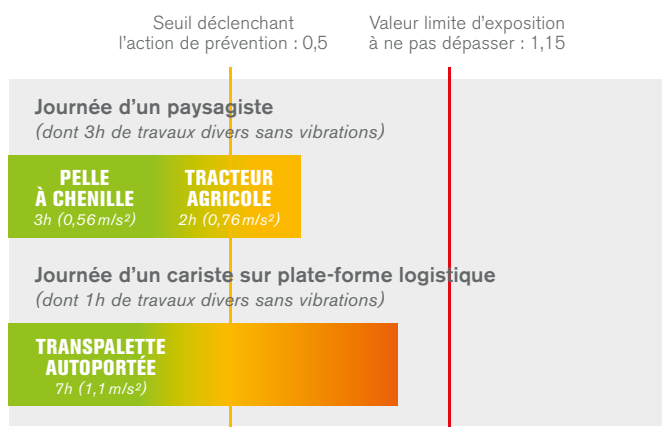 Seuil déclenchant
l’action de prévention : 0,5
Valeur limite d’exposition
à ne pas dépasser : 1,15
Journée d’un paysagiste
(dont 3h de travaux divers sans vibrations)
PELLE
À CHENILLE
3h (0,56 m/s²)
TRACTEUR
AGRICOLE
2h (0,76 m/s²)
Journée d’un cariste sur plate-forme logistique
(dont 1h de travaux divers sans vibrations)
TRANSPALETTE
AUTOPORTÉE
7h (1,1 m/s²)